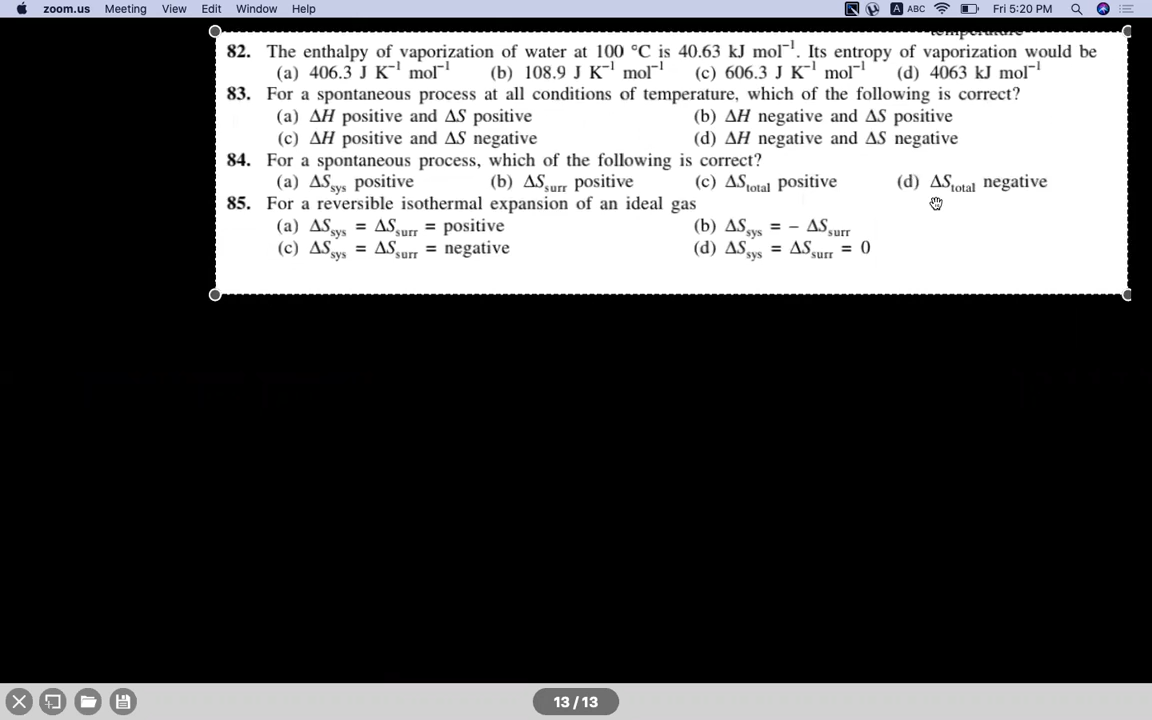 zoom.us Meeting View Edit Window Help A ABC Fri 5:20 PM
82. The enthalpy of vaporization of water at 100 °C is 40.63 kJ mol⁻¹. Its entropy of vaporization would be
(a) 406.3 J K⁻¹ mol⁻¹ (b) 108.9 J K⁻¹ mol⁻¹ (c) 606.3 J K⁻¹ mol⁻¹ (d) 4063 kJ mol⁻¹
83. For a spontaneous process at all conditions of temperature, which of the following is correct?
(a) ΔH positive and ΔS positive (b) ΔH negative and ΔS positive
(c) ΔH positive and ΔS negative (d) ΔH negative and ΔS negative
84. For a spontaneous process, which of the following is correct?
(a) ΔS_sys positive (b) ΔS_surr positive (c) ΔS_total positive (d) ΔS_total negative
85. For a reversible isothermal expansion of an ideal gas
(a) ΔS_sys = ΔS_surr = positive (b) ΔS_sys = – ΔS_surr
(c) ΔS_sys = ΔS_surr = negative (d) ΔS_sys = ΔS_surr = 0
13/13